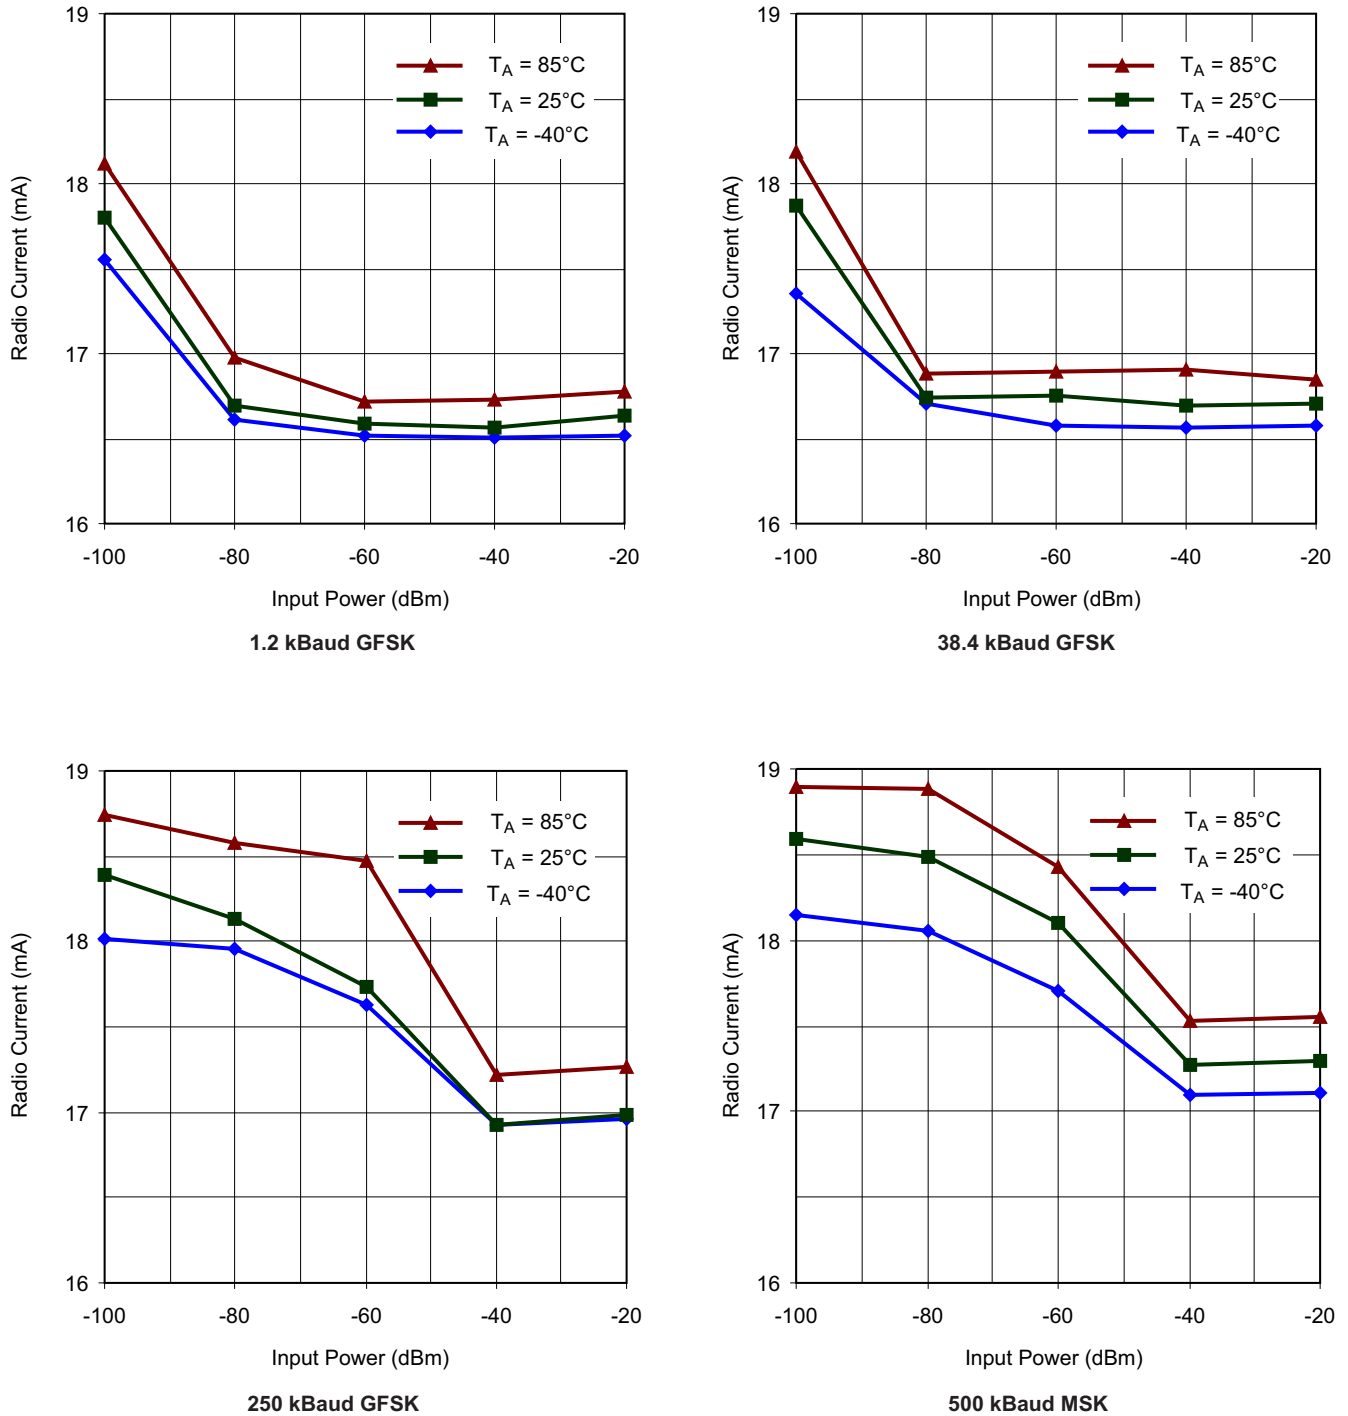 19
18
17
16
-100 -80 -60 -40 -20
Radio Current (mA)
Input Power (dBm)
TA = 85°C
TA = 25°C
TA = -40°C
1.2 kBaud GFSK
19
18
17
16
-100 -80 -60 -40 -20
Radio Current (mA)
Input Power (dBm)
TA = 85°C
TA = 25°C
TA = -40°C
38.4 kBaud GFSK
19
18
17
16
-100 -80 -60 -40 -20
Radio Current (mA)
Input Power (dBm)
TA = 85°C
TA = 25°C
TA = -40°C
250 kBaud GFSK
19
18
17
16
-100 -80 -60 -40 -20
Radio Current (mA)
Input Power (dBm)
TA = 85°C
TA = 25°C
TA = -40°C
500 kBaud MSK